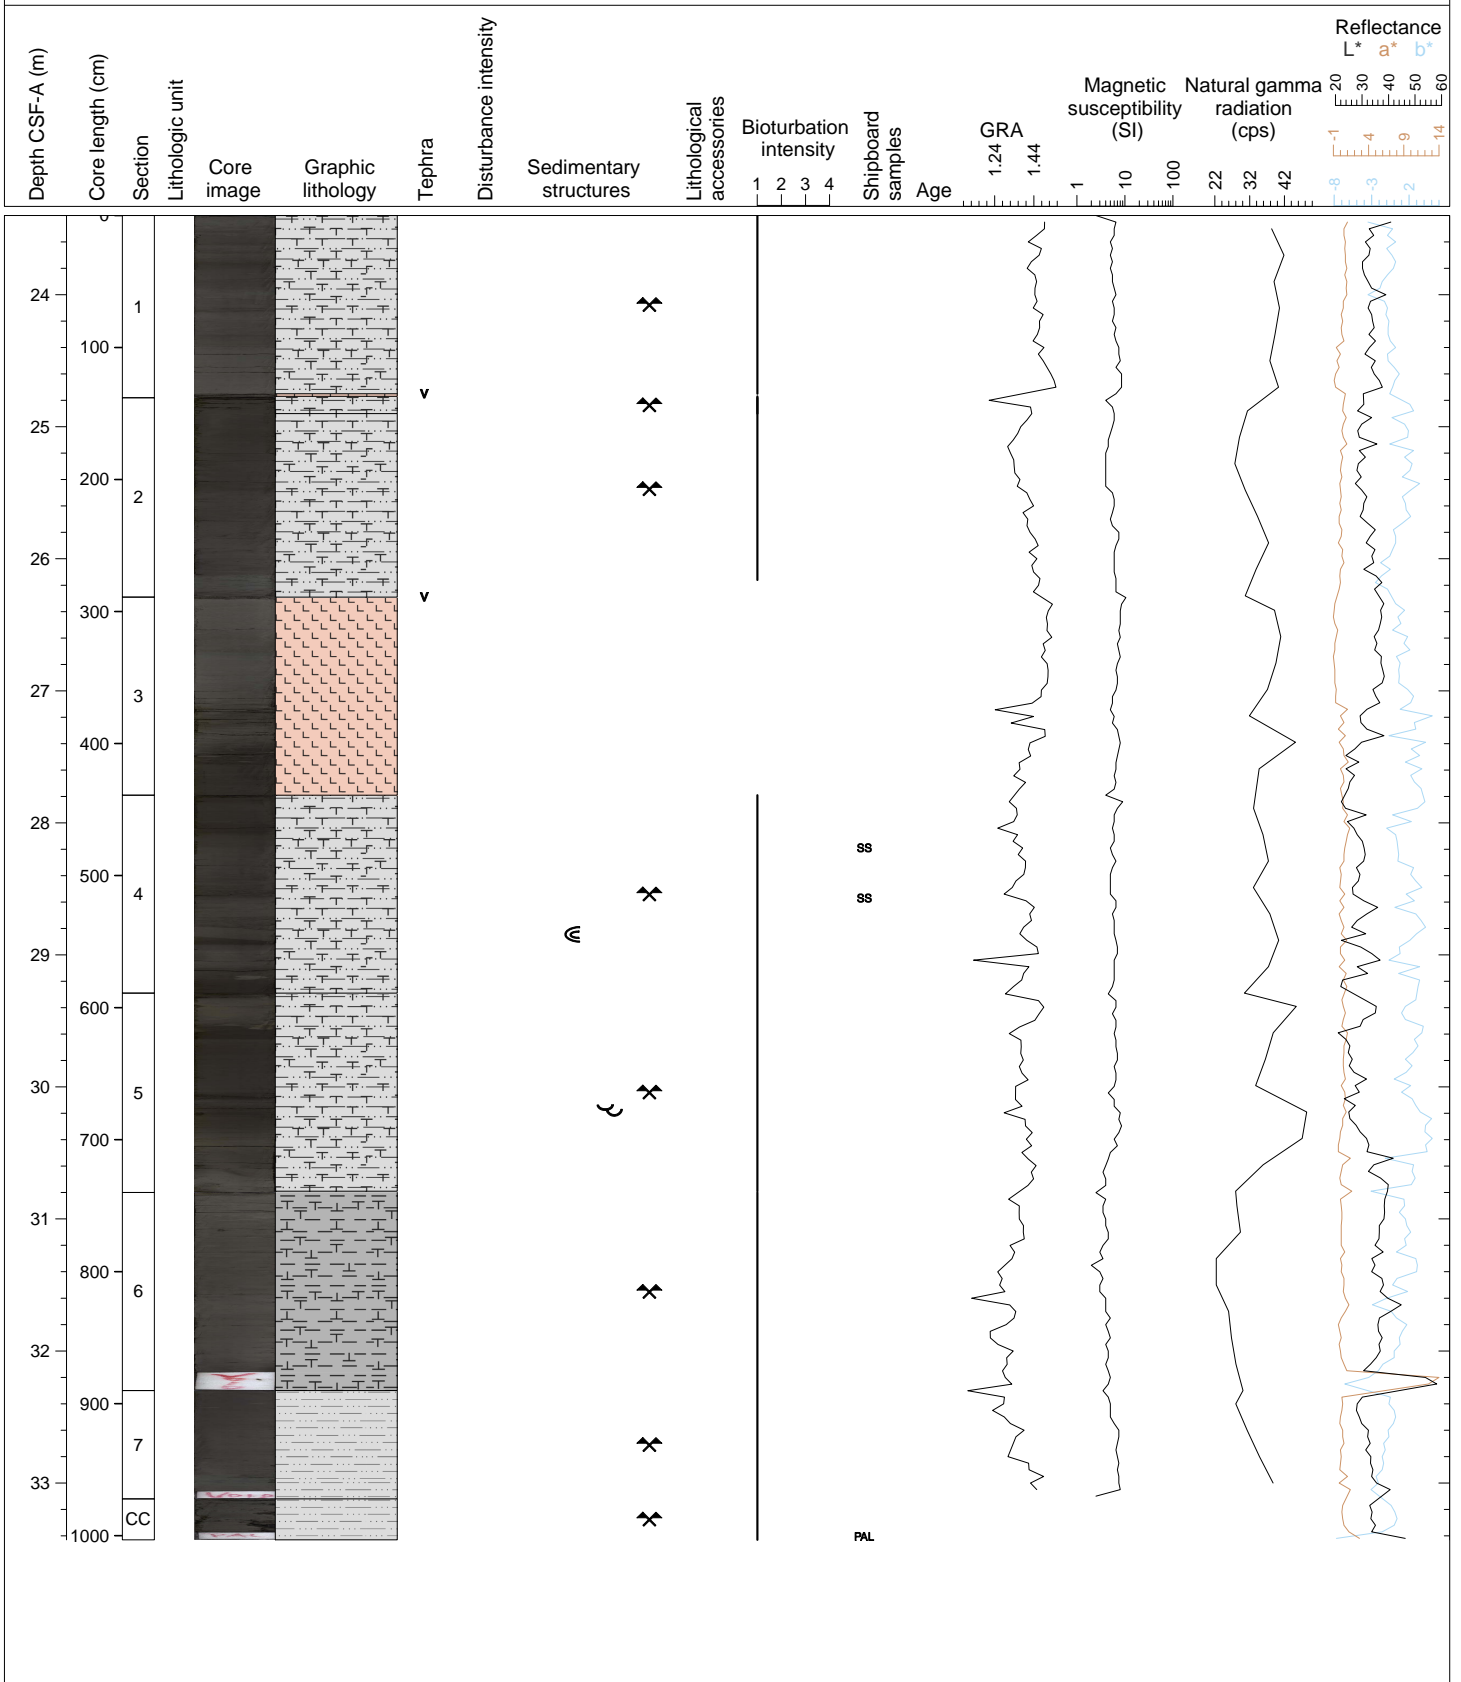 Depth CSF-A (m)
Core length (cm)
Section
Lithologic unit
Core
image
Graphic
lithology
Tephra
Disturbance intensity
Sedimentary
structures
Lithological
accessories
Bioturbation
intensity
1 2 3 4
Shipboard
samples
Age
GRA
1.24 1.44
Magnetic
susceptibility
(SI)
1 10 100
Natural gamma
radiation
(cps)
22 32 42
Reflectance
L* a* b*
20 30 40 50 60
-1 4 9 14
-8 -3 2
0
24
1
100
v
2
25
200
26
v
300
3
27
400
28
ss
500
4
ss
29
600
5
30
700
31
800
6
32
900
7
33
CC
1000
PAL